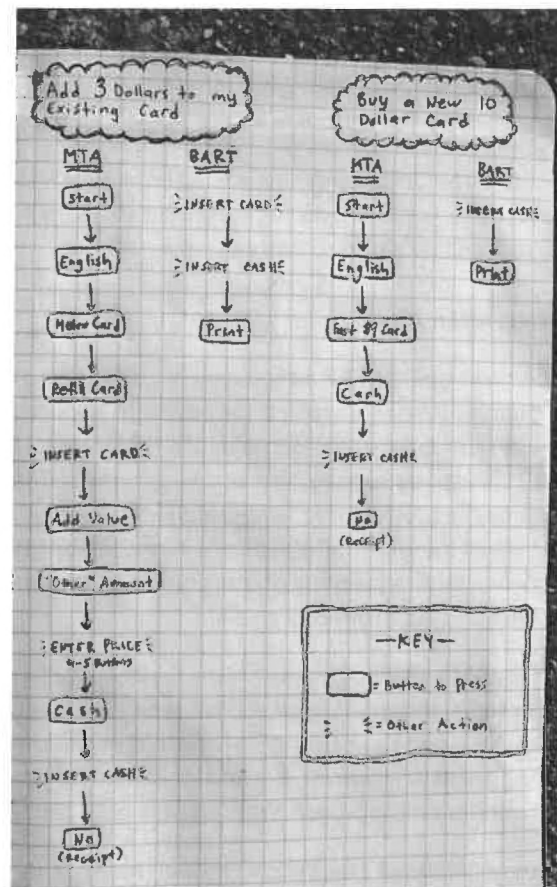 Add 3 Dollars to my
Existing Card
MTA
Start
English
Metro Card
Refill Card
INSERT CARD
Add Value
"Other" Amount
ENTER PRICE
4-5 Buttons
Cash
INSERT CASH
No
(Receipt)
BART
INSERT CARD
INSERT CASH
Print
Buy a New 10
Dollar Card
MTA
Start
English
Fast $9 Card
Cash
INSERT CASH
No
(Receipt)
BART
INSERT CASH
Print
—KEY—
= Button to Press
= Other Action